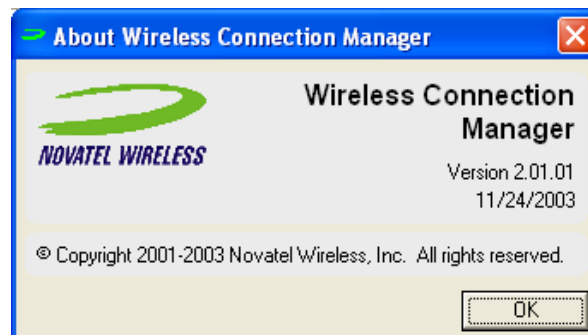 About Wireless Connection Manager
NOVATEL WIRELESS
Wireless Connection
Manager
Version 2.01.01
11/24/2003
© Copyright 2001-2003 Novatel Wireless, Inc. All rights reserved.
OK